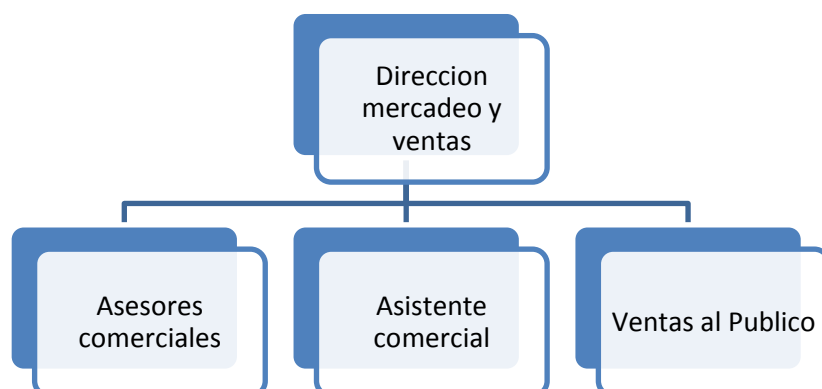 Direccion
mercadeo y
ventas
Asesores
comerciales
Asistente
comercial
Ventas al Publico